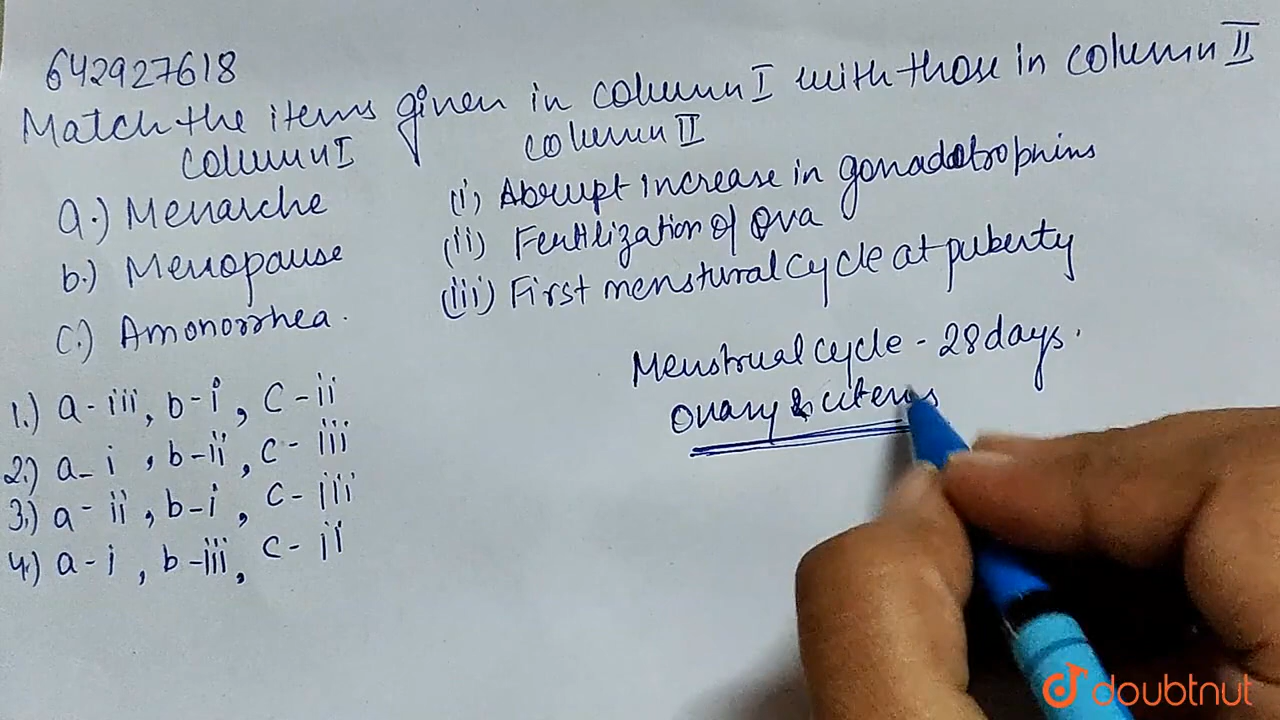 642927618
Match the items given in column I with those in column II
column I column II
a.) Menarche (i) Abrupt increase in gonadotrophins
b.) Menopause (ii) Fertilization of ova
c.) Amonorrhea. (iii) First menstural cycle at puberty
Menstrual cycle - 28 days.
Ovary & uterus
1.) a - iii, b - i, c - ii
2.) a - i, b - ii, c - iii
3.) a - ii, b - i, c - iii
4.) a - i, b - iii, c - ii
doubtnut